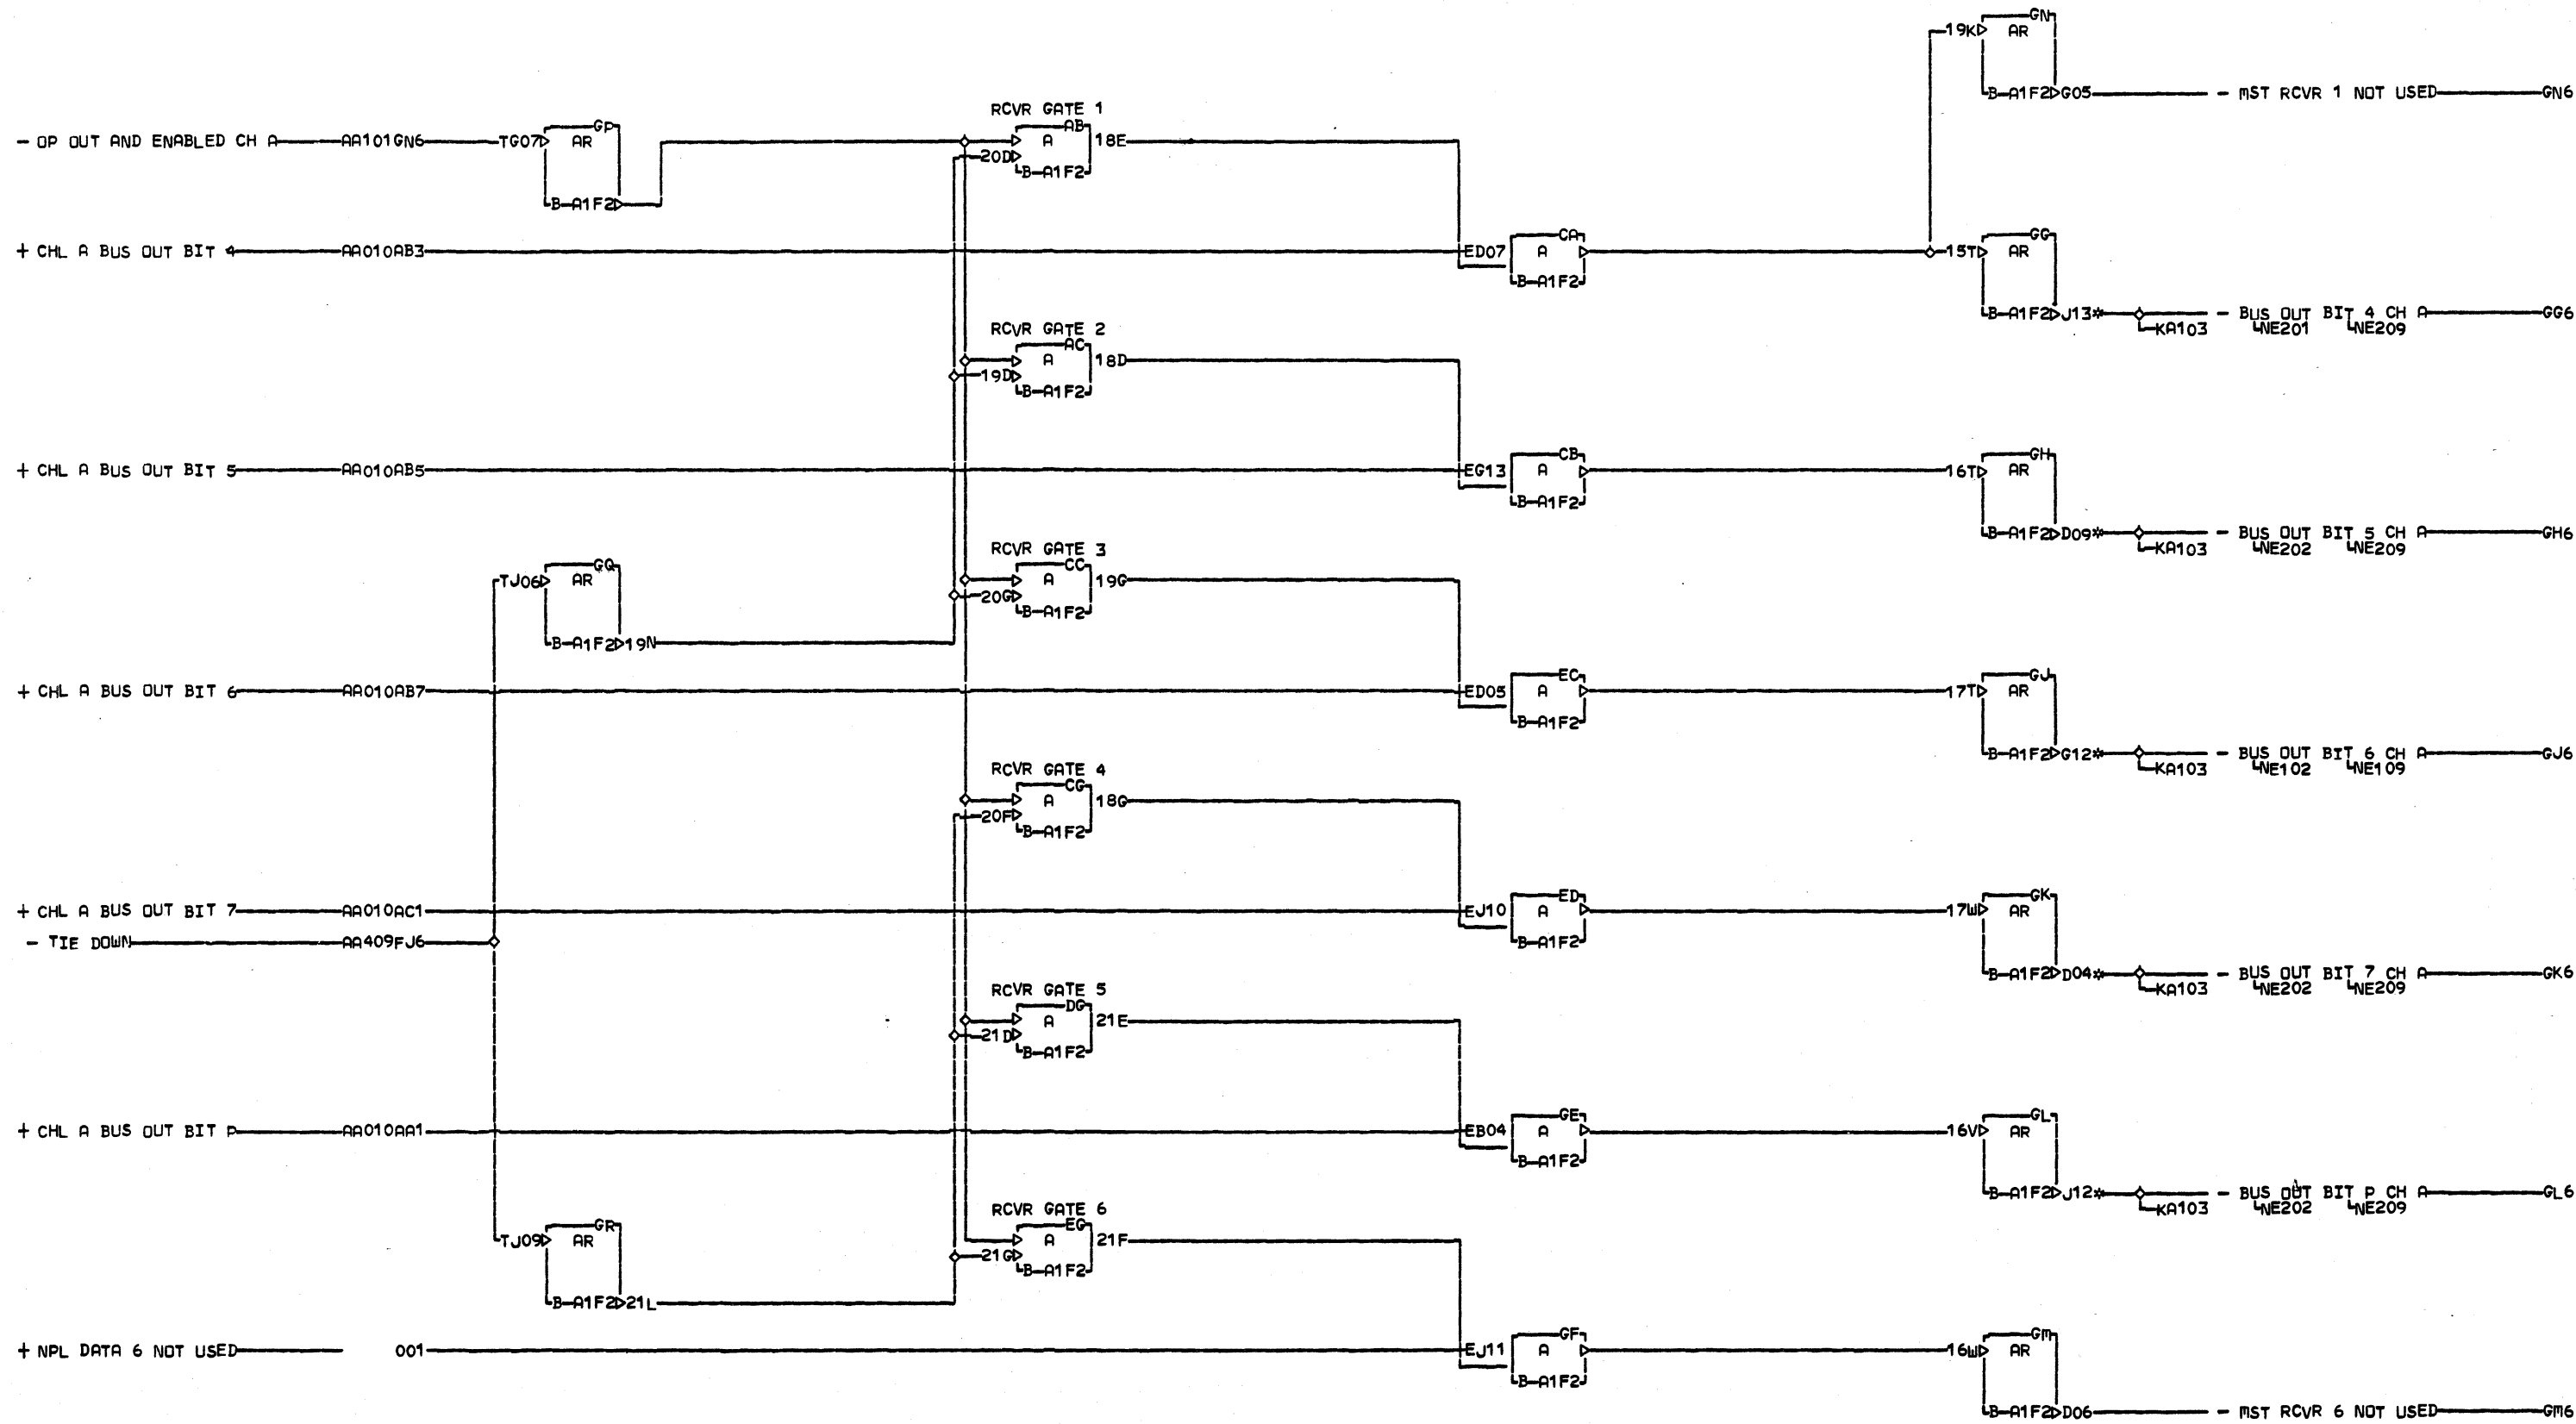 GN
19K AR
B-A1F2 G05 - MST RCVR 1 NOT USED GN6
RCVR GATE 1
- OP OUT AND ENABLED CH A AA101GN6 TG07 AR GP
B-A1F2
AB
A 18E
20D
B-A1F2
+ CHL A BUS OUT BIT 4 AA010AB3 ED07 A CA
B-A1F2
15T AR GG
B-A1F2 J13* - BUS OUT BIT 4 CH A GG6
KA103 NE201 NE209
RCVR GATE 2
AC
A 18D
19D
B-A1F2
+ CHL A BUS OUT BIT 5 AA010AB5 EG13 A CB
B-A1F2
16T AR GH
B-A1F2 D09* - BUS OUT BIT 5 CH A GH6
KA103 NE202 NE209
RCVR GATE 3
TJ06 AR GQ
B-A1F2 19N
CC
A 19G
20G
B-A1F2
+ CHL A BUS OUT BIT 6 AA010AB7 ED05 A EC
B-A1F2
17T AR GJ
B-A1F2 G12* - BUS OUT BIT 6 CH A GJ6
KA103 NE102 NE109
RCVR GATE 4
CG
A 18G
20F
B-A1F2
+ CHL A BUS OUT BIT 7 AA010AC1 EJ10 A ED
B-A1F2
- TIE DOWN AA409FJ6
17W AR GK
B-A1F2 D04* - BUS OUT BIT 7 CH A GK6
KA103 NE202 NE209
RCVR GATE 5
DG
A 21E
21D
B-A1F2
+ CHL A BUS OUT BIT P AA010AA1 EB04 A GE
B-A1F2
16V AR GL
B-A1F2 J12* - BUS OUT BIT P CH A GL6
KA103 NE202 NE209
RCVR GATE 6
TJ09 AR GR
B-A1F2 21L
EG
A 21F
21G
B-A1F2
+ NPL DATA 6 NOT USED 001 EJ11 A GF
B-A1F2
16W AR GM
B-A1F2 D06 - MST RCVR 6 NOT USED GM6